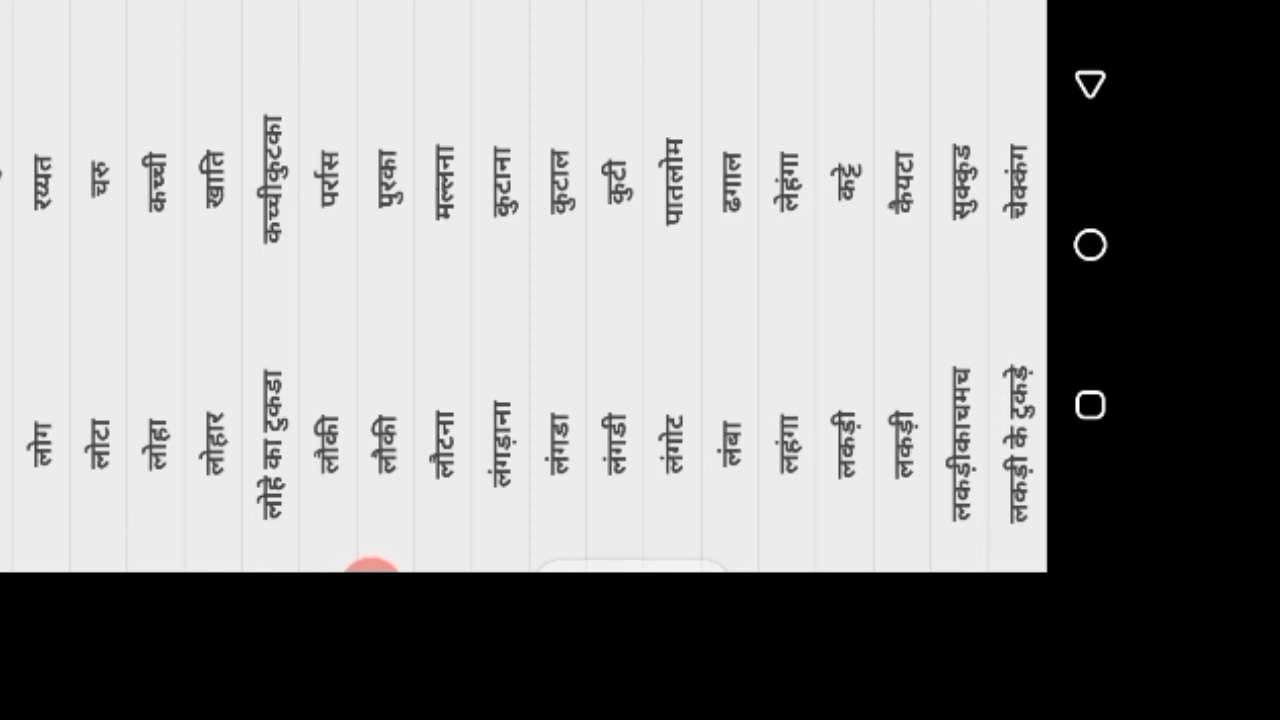 लोग रय्यत
लोटा चरु
लोहा कच्ची
लोहार खाति
लोहे का टुकडा कच्चीकुटका
लौकी पर्रास
लौकी पुरका
लौटना मल्लना
लंगड़ाना कुटाना
लंगडा कुटाल
लंगडी कुटी
लंगोट पातलोम
लंबा ढगाल
लहंगा लेहंगा
लकड़ी कट्टे
लकड़ी कैयटा
लकड़ीकाचमच सुक्कुड
लकड़ी के टुकड़े चेक्कंग